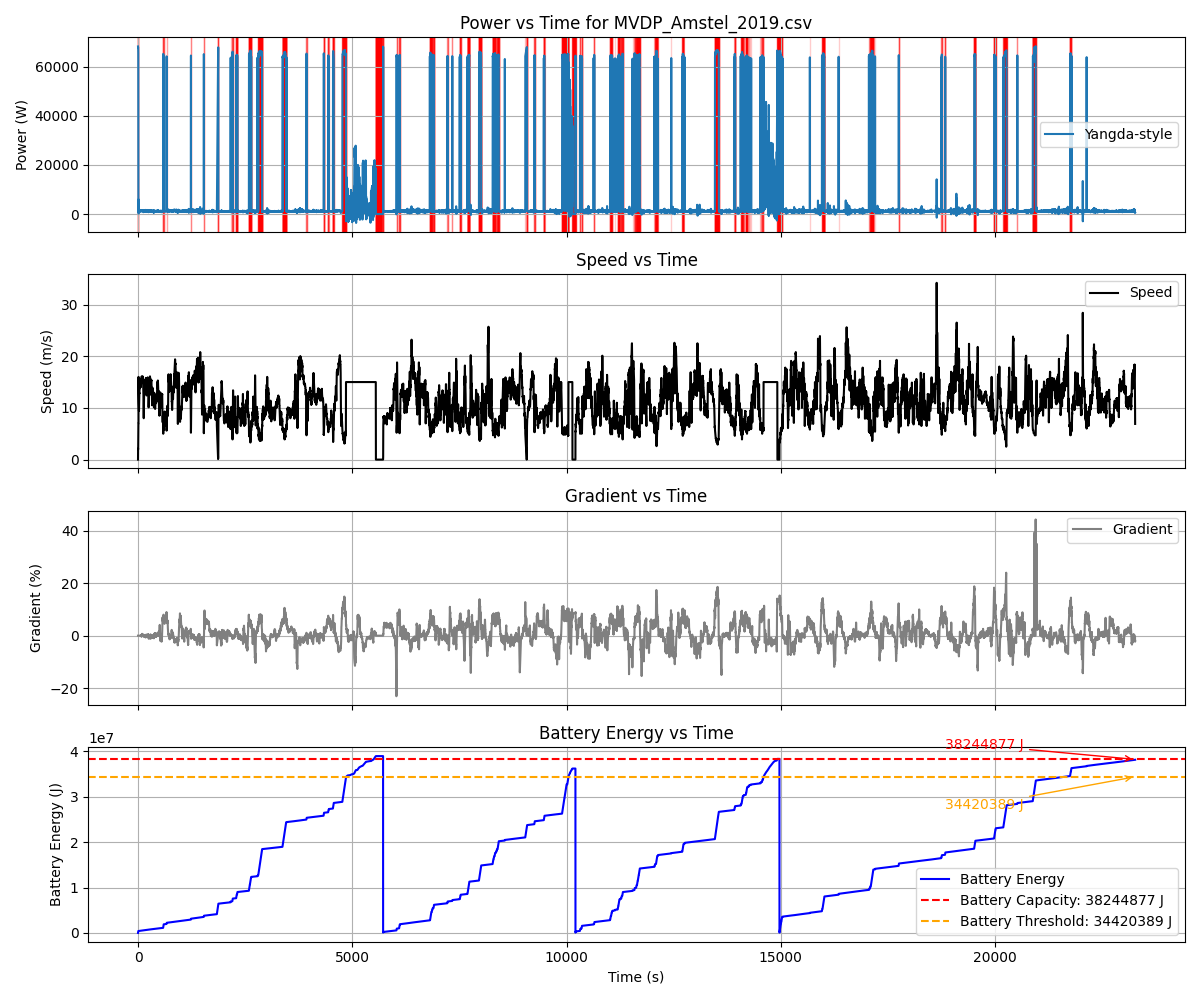 Power vs Time for MVDP_Amstel_2019.csv
60000
40000
20000
0
Power (W)
Yangda-style
Speed vs Time
30
20
10
0
Speed (m/s)
Speed
Gradient vs Time
40
20
0
−20
Gradient (%)
Gradient
Battery Energy vs Time
1e7
4
3
2
1
0
Battery Energy (J)
38244877 J
34420389 J
Battery Energy
Battery Capacity: 38244877 J
Battery Threshold: 34420389 J
0
5000
10000
15000
20000
Time (s)